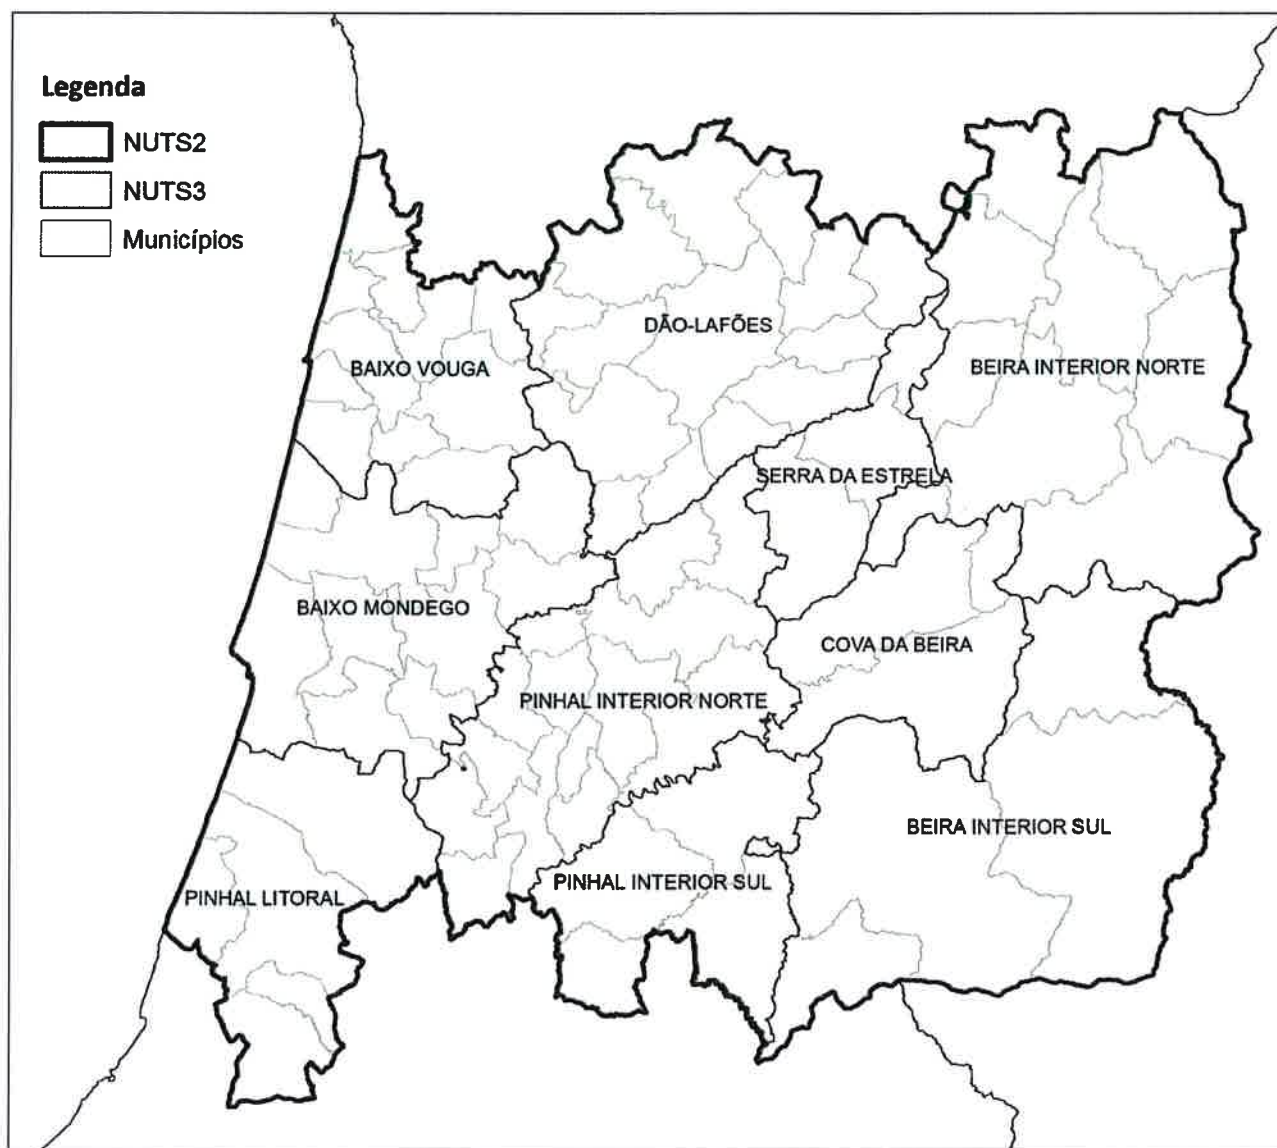 Legenda
NUTS2
NUTS3
Municípios
DÃO-LAFÕES
BAIXO VOUGA
BEIRA INTERIOR NORTE
SERRA DA ESTRELA
BAIXO MONDEGO
COVA DA BEIRA
PINHAL INTERIOR NORTE
BEIRA INTERIOR SUL
PINHAL INTERIOR SUL
PINHAL LITORAL